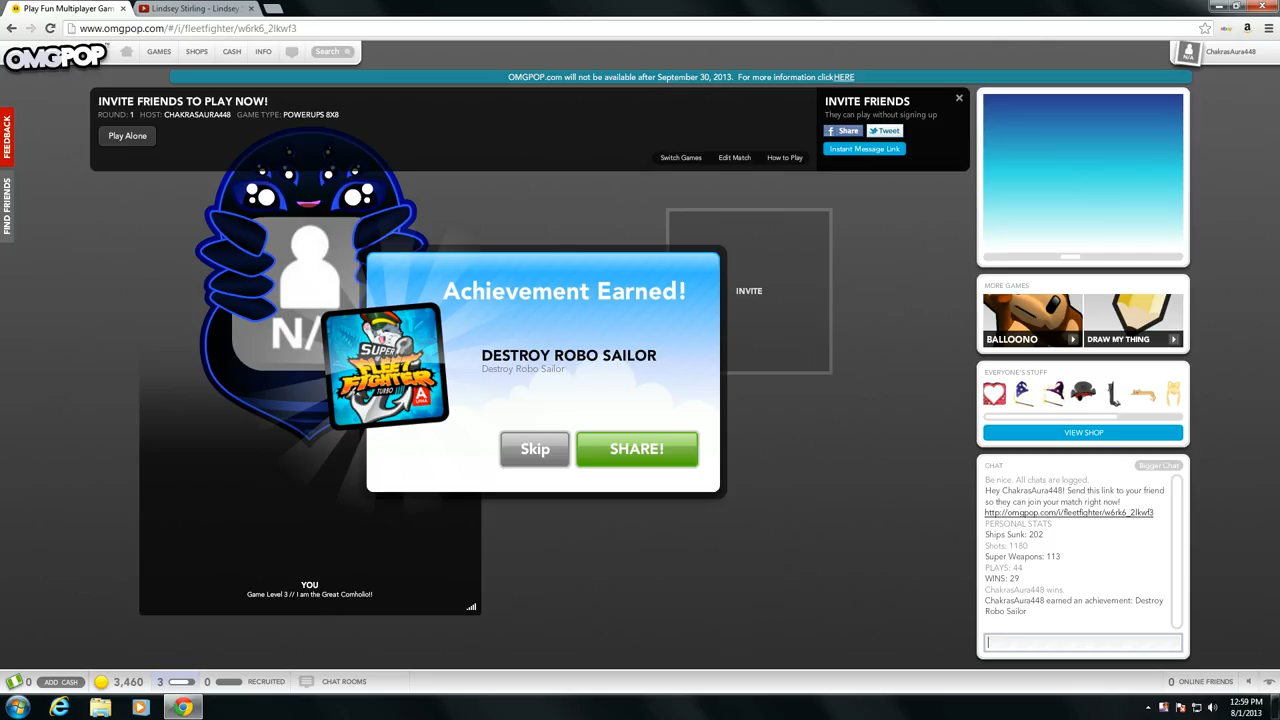 Play Fun Multiplayer Gam
Lindsey Stirling - Lindsey
www.omgpop.com/#/i/fleetfighter/w6rk6_2lkwf3
OMGPOP
GAMES SHOPS CASH INFO Search
N/A ChakrasAura448
OMGPOP.com will not be available after September 30, 2013. For more information click HERE
FEEDBACK
FIND FRIENDS
INVITE FRIENDS TO PLAY NOW!
ROUND: 1 HOST: CHAKRASAURA448 GAME TYPE: POWERUPS 8X8
Play Alone
Switch Games Edit Match How to Play
INVITE FRIENDS
They can play without signing up
Share Tweet
Instant Message Link
N/
INVITE
Achievement Earned!
SUPER
FLEET
FIGHTER
TURBO
ALPHA
DESTROY ROBO SAILOR
Destroy Robo Sailor
Skip SHARE!
YOU
Game Level 3 // I am the Great Cornholio!!
MORE GAMES
BALLOONO DRAW MY THING
EVERYONE'S STUFF
VIEW SHOP
CHAT Bigger Chat
Be nice. All chats are logged.
Hey ChakrasAura448! Send this link to your friend
so they can join your match right now!
http://omgpop.com/i/fleetfighter/w6rk6_2lkwf3
PERSONAL STATS
Ships Sunk: 202
Shots: 1180
Super Weapons: 113
PLAYS: 44
WINS: 29
ChakrasAura448 wins.
ChakrasAura448 earned an achievement: Destroy
Robo Sailor
0 ADD CASH 3,460 3 0 RECRUITED CHAT ROOMS 0 ONLINE FRIENDS
12:59 PM
8/1/2013